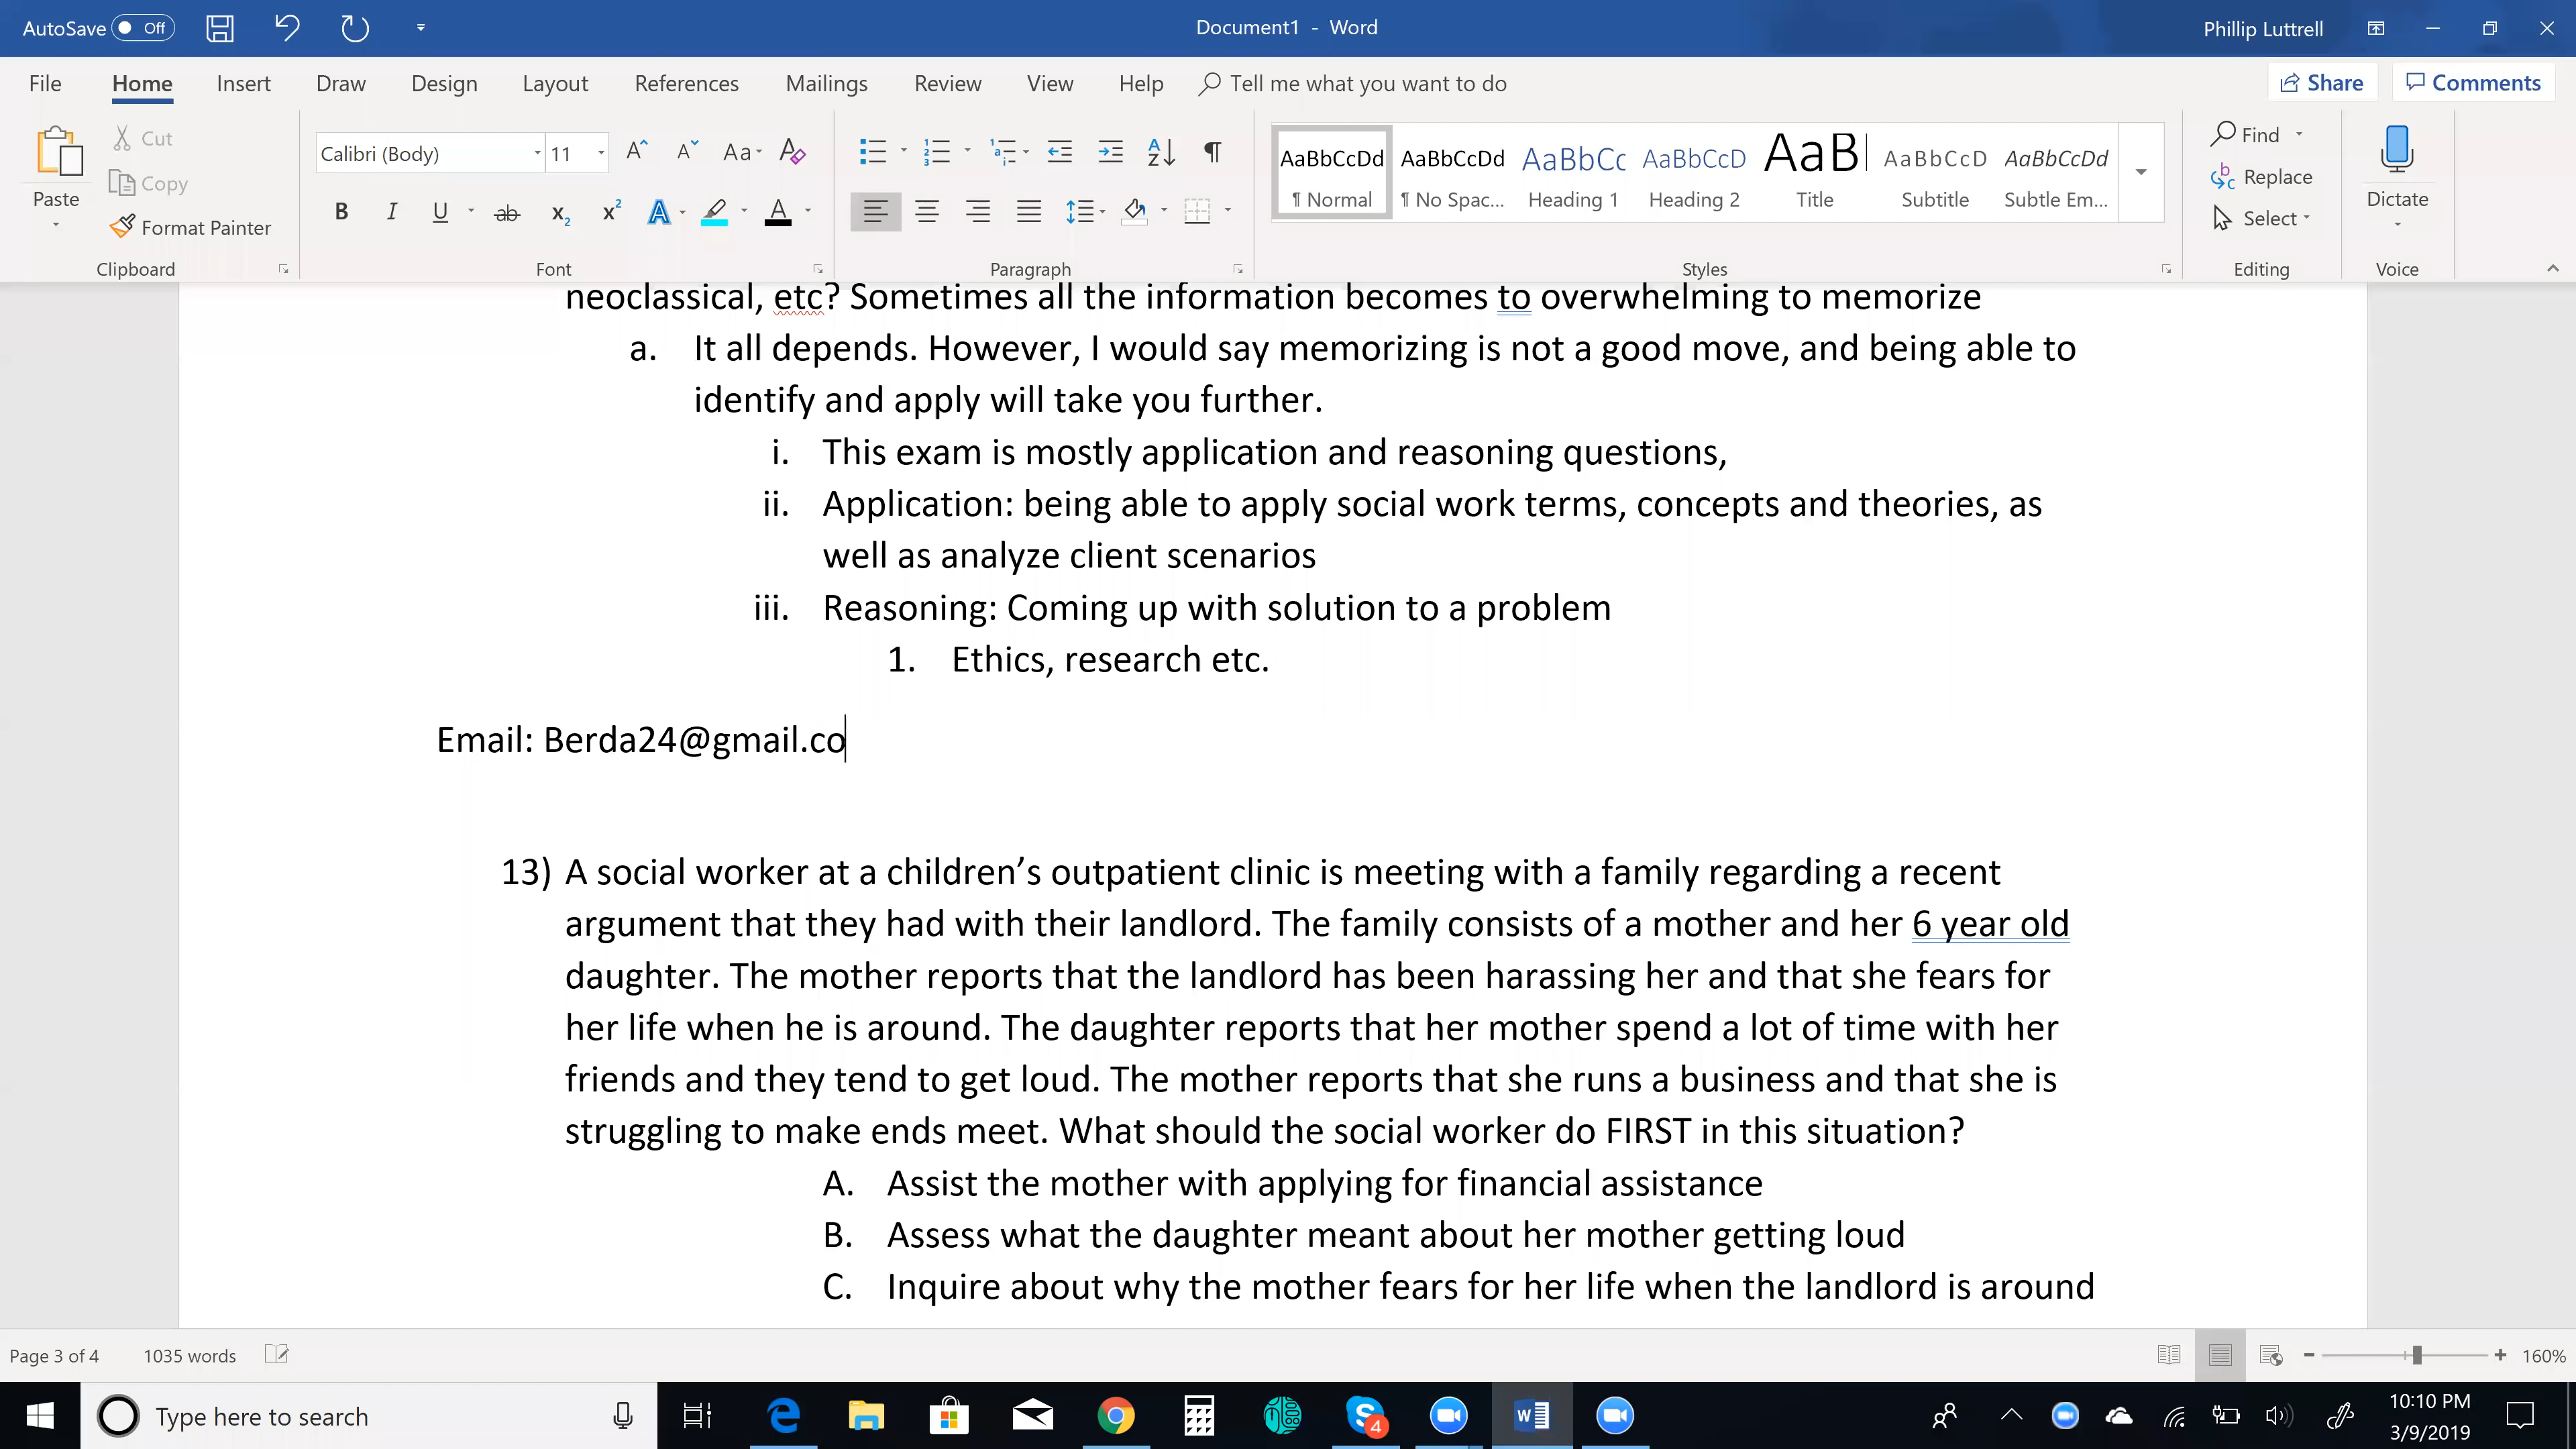 AutoSave Off Document1 - Word Phillip Luttrell
File Home Insert Draw Design Layout References Mailings Review View Help Tell me what you want to do Share Comments
Paste
Cut
Copy
Format Painter
Clipboard
Calibri (Body) 11
Font
Paragraph
AaBbCcDd AaBbCcDd AaBbCc AaBbCcD AaB AaBbCcD AaBbCcDd
¶ Normal ¶ No Spac... Heading 1 Heading 2 Title Subtitle Subtle Em...
Styles
Find
Replace
Select
Editing
Dictate
Voice
neoclassical, etc? Sometimes all the information becomes to overwhelming to memorize
a. It all depends. However, I would say memorizing is not a good move, and being able to
identify and apply will take you further.
i. This exam is mostly application and reasoning questions,
ii. Application: being able to apply social work terms, concepts and theories, as
well as analyze client scenarios
iii. Reasoning: Coming up with solution to a problem
1. Ethics, research etc.
Email: Berda24@gmail.co
13) A social worker at a children’s outpatient clinic is meeting with a family regarding a recent
argument that they had with their landlord. The family consists of a mother and her 6 year old
daughter. The mother reports that the landlord has been harassing her and that she fears for
her life when he is around. The daughter reports that her mother spend a lot of time with her
friends and they tend to get loud. The mother reports that she runs a business and that she is
struggling to make ends meet. What should the social worker do FIRST in this situation?
A. Assist the mother with applying for financial assistance
B. Assess what the daughter meant about her mother getting loud
C. Inquire about why the mother fears for her life when the landlord is around
Page 3 of 4 1035 words 160%
Type here to search
4
10:10 PM
3/9/2019